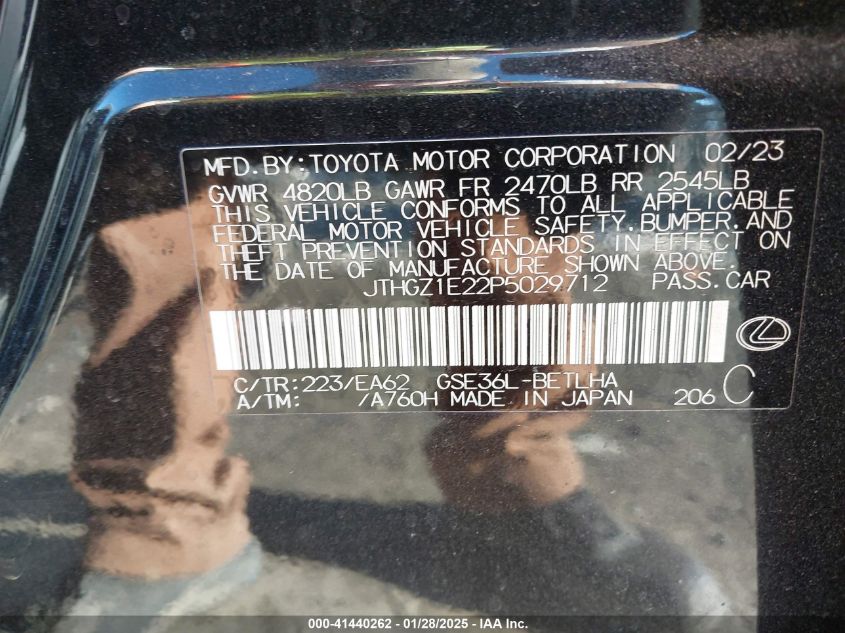 MFD.BY:TOYOTA MOTOR CORPORATION 02/23
GVWR 4820LB GAWR FR 2470LB RR 2545LB
THIS VEHICLE CONFORMS TO ALL APPLICABLE
FEDERAL MOTOR VEHICLE SAFETY.BUMPER.AND
THEFT PREVENTION STANDARDS IN EFFECT ON
THE DATE OF MANUFACTURE SHOWN ABOVE.
JTHGZ1E22P5029712 PASS.CAR
C/TR:223/EA62 GSE36L-BETLHA
A/TM: /A760H MADE IN JAPAN 206 C
000-41440262 - 01/28/2025 - IAA Inc.